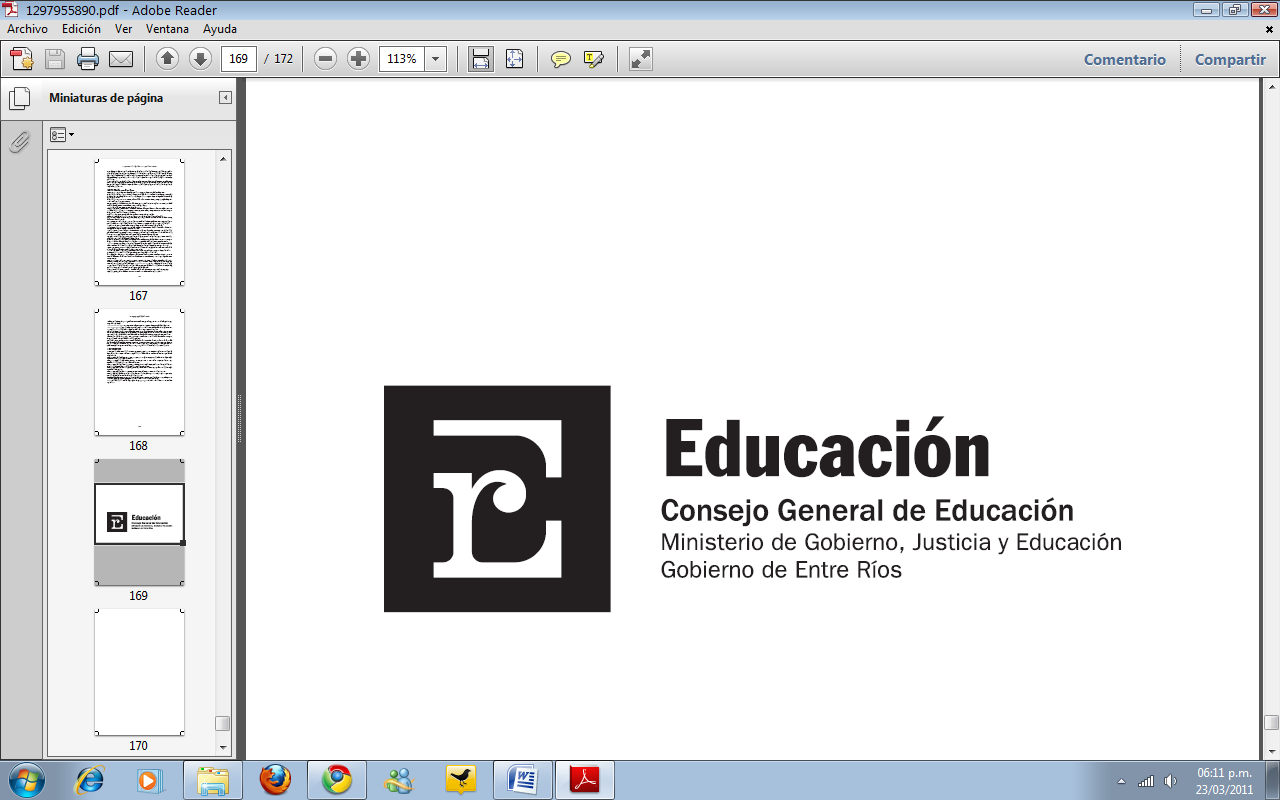 1297955890.pdf - Adobe Reader
Archivo Edición Ver Ventana Ayuda
169 / 172 113% Comentario Compartir
Miniaturas de página
167
168
169
170
Er
Educación
Consejo General de Educación
Ministerio de Gobierno, Justicia y Educación
Gobierno de Entre Ríos
06:11 p.m.
23/03/2011